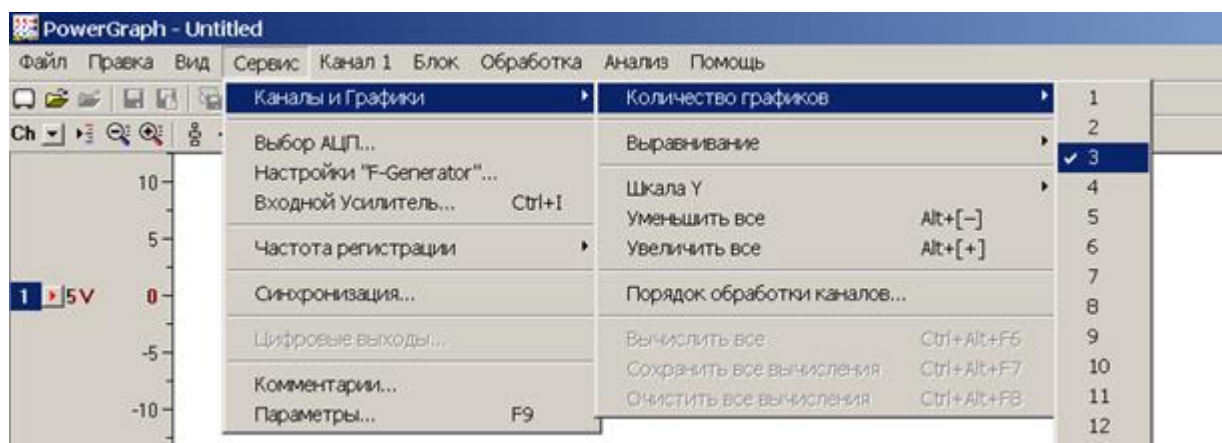 PowerGraph - Untitled
Файл Правка Вид Сервис Канал 1 Блок Обработка Анализ Помощь
Ch
10
5
1 5 V 0
-5
-10
Каналы и Графики
Выбор АЦП...
Настройки "F-Generator"...
Входной Усилитель... Ctrl+I
Частота регистрации
Синхронизация...
Цифровые выходы...
Комментарии...
Параметры... F9
Количество графиков
Выравнивание
Шкала Y
Уменьшить все Alt+[-]
Увеличить все Alt+[+]
Порядок обработки каналов...
Вычислить все Ctrl+Alt+F6
Сохранить все вычисления Ctrl+Alt+F7
Очистить все вычисления Ctrl+Alt+F8
1
2
3
4
5
6
7
8
9
10
11
12